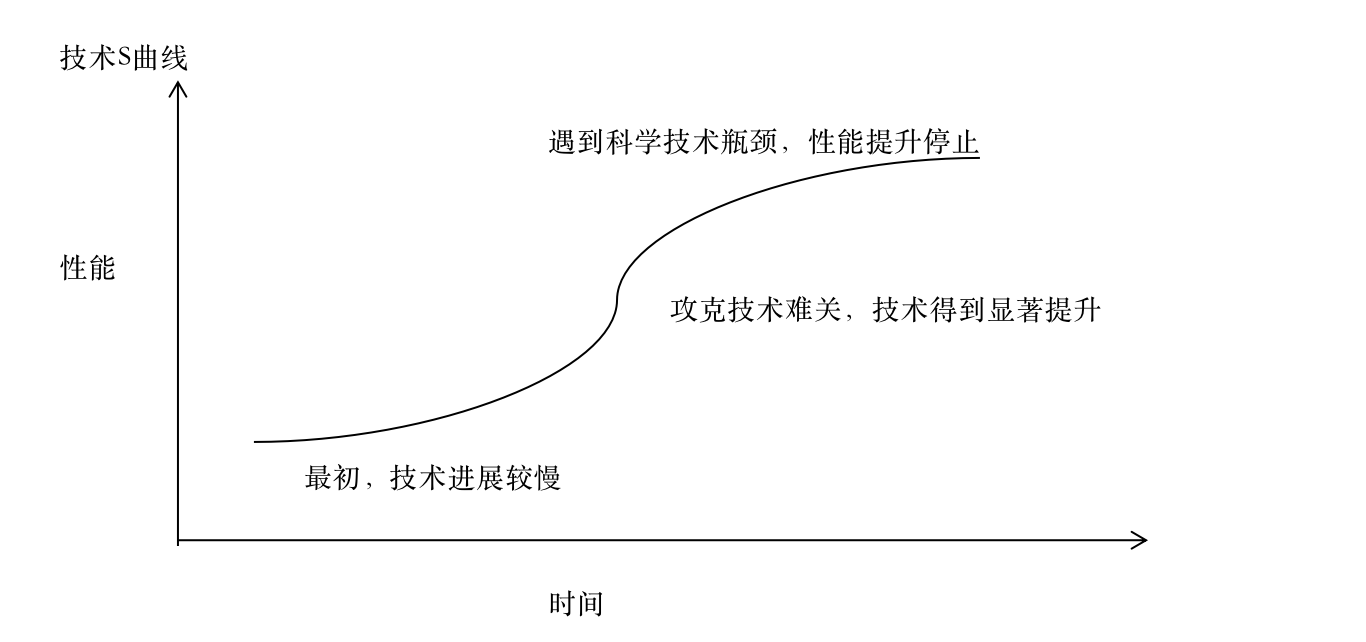 技术S曲线
遇到科学技术瓶颈，性能提升停止
性能
攻克技术难关，技术得到显著提升
最初，技术进展较慢
时间